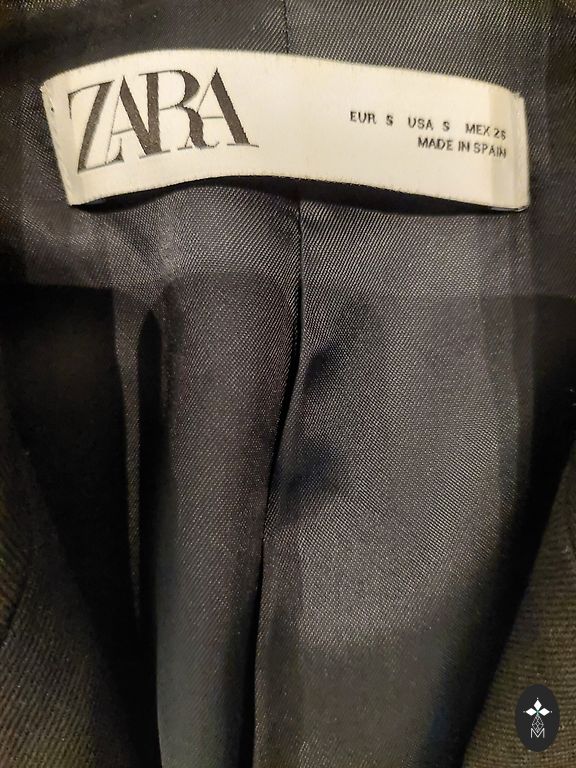 ZARA
EUR S USA S MEX 26
MADE IN SPAIN
M